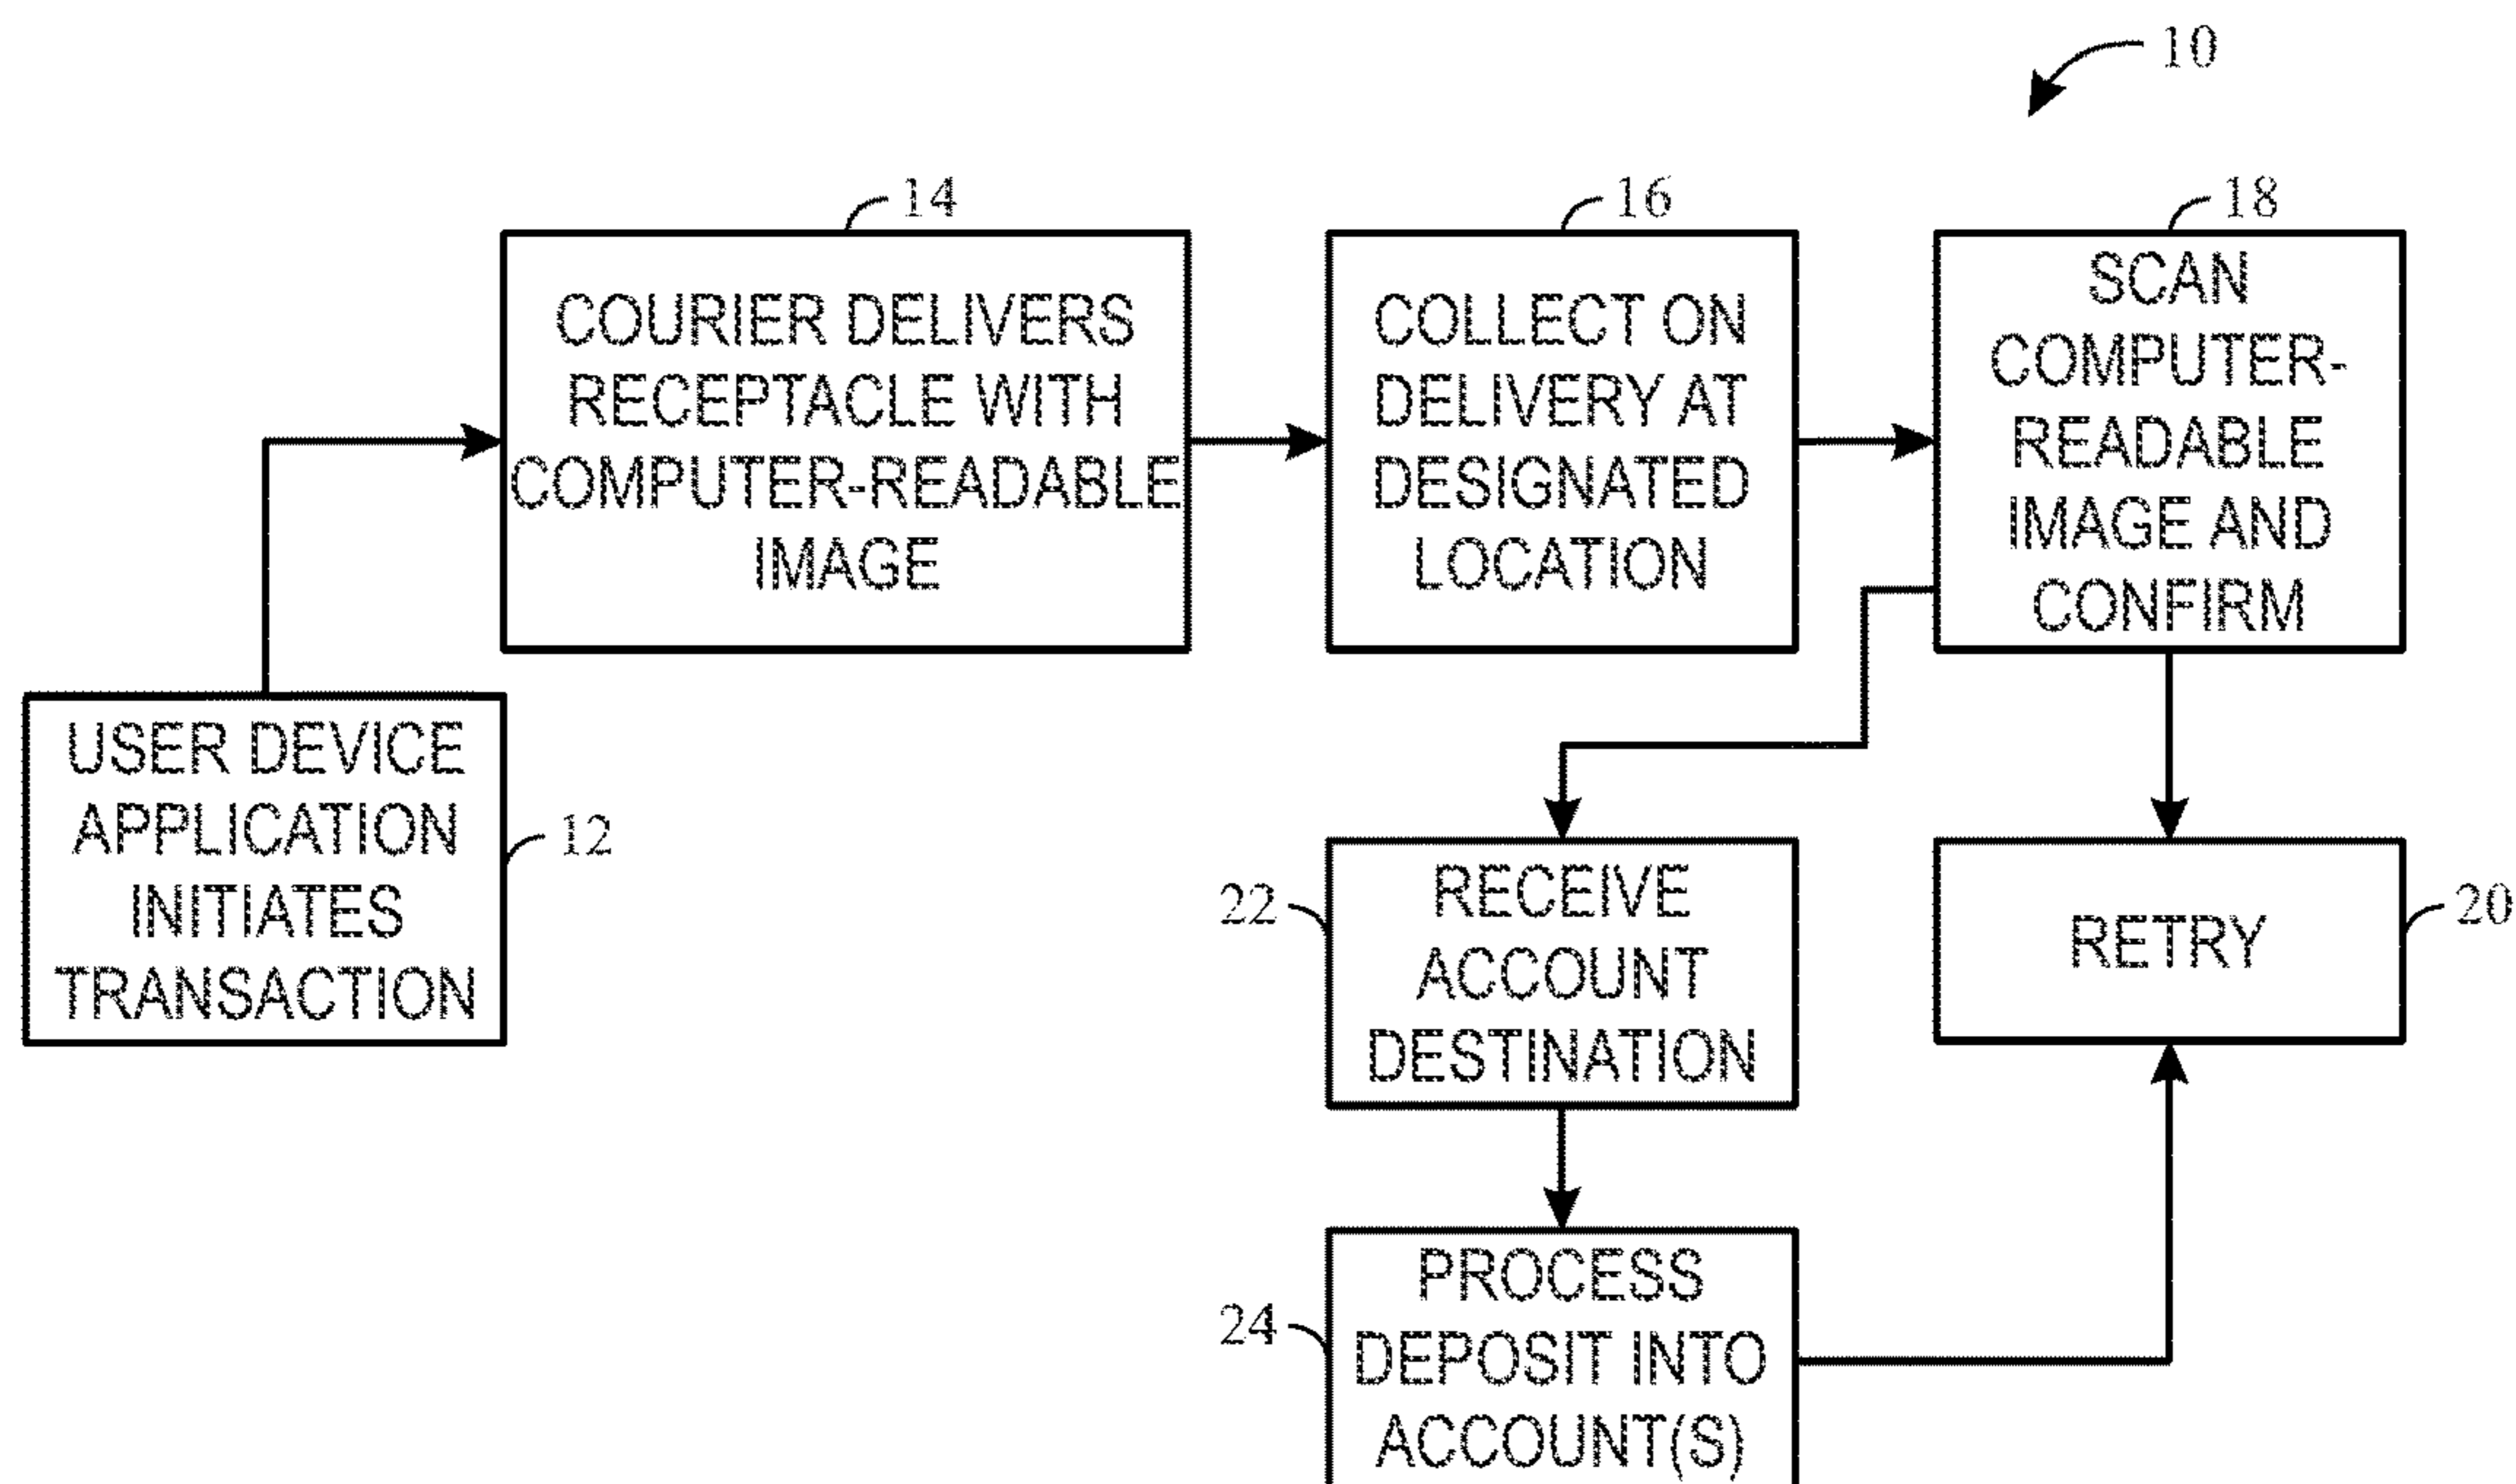 10
14
COURIER DELIVERS
RECEPTACLE WITH
COMPUTER-READABLE
IMAGE
16
COLLECT ON
DELIVERY AT
DESIGNATED
LOCATION
18
SCAN
COMPUTER-
READABLE
IMAGE AND
CONFIRM
USER DEVICE
APPLICATION
INITIATES
TRANSACTION
12
22
RECEIVE
ACCOUNT
DESTINATION
RETRY
20
24
PROCESS
DEPOSIT INTO
ACCOUNT(S)